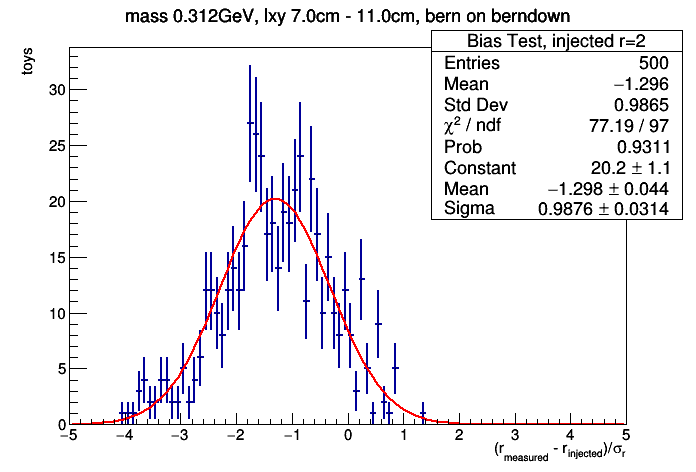 mass 0.312GeV, lxy 7.0cm - 11.0cm, bern on berndown
Bias Test, injected r=2
Entries 500
Mean −1.296
Std Dev 0.9865
χ² / ndf 77.19 / 97
Prob 0.9311
Constant 20.2 ± 1.1
Mean −1.298 ± 0.044
Sigma 0.9876 ± 0.0314
toys
30
25
20
15
10
5
0
−5 −4 −3 −2 −1 0 1 2 3 4 5
(r_measured - r_injected)/σ_r